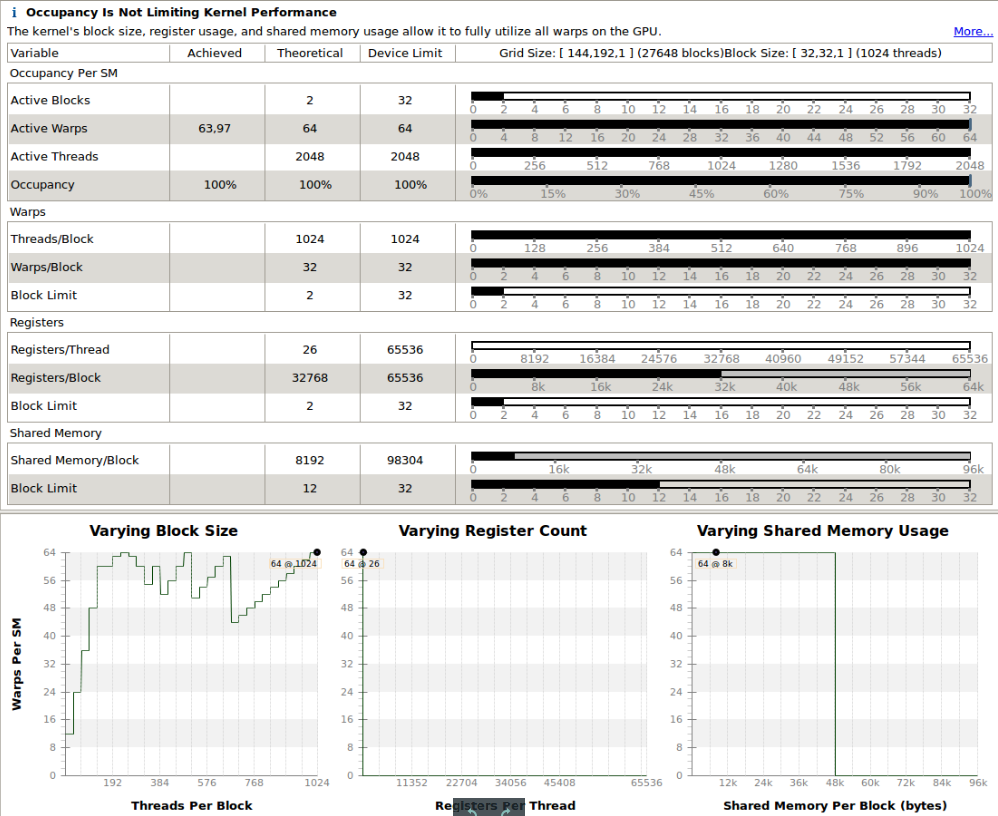 i Occupancy Is Not Limiting Kernel Performance
The kernel's block size, register usage, and shared memory usage allow it to fully utilize all warps on the GPU. More...
Variable Achieved Theoretical Device Limit Grid Size: [ 144,192,1 ] (27648 blocks)Block Size: [ 32,32,1 ] (1024 threads)
Occupancy Per SM
Active Blocks 2 32
0 2 4 6 8 10 12 14 16 18 20 22 24 26 28 30 32
Active Warps 63,97 64 64
0 4 8 12 16 20 24 28 32 36 40 44 48 52 56 60 64
Active Threads 2048 2048
0 256 512 768 1024 1280 1536 1792 2048
Occupancy 100% 100% 100%
0% 15% 30% 45% 60% 75% 90% 100%
Warps
Threads/Block 1024 1024
0 128 256 384 512 640 768 896 1024
Warps/Block 32 32
0 2 4 6 8 10 12 14 16 18 20 22 24 26 28 30 32
Block Limit 2 32
0 2 4 6 8 10 12 14 16 18 20 22 24 26 28 30 32
Registers
Registers/Thread 26 65536
0 8192 16384 24576 32768 40960 49152 57344 65536
Registers/Block 32768 65536
0 8k 16k 24k 32k 40k 48k 56k 64k
Block Limit 2 32
0 2 4 6 8 10 12 14 16 18 20 22 24 26 28 30 32
Shared Memory
Shared Memory/Block 8192 98304
0 16k 32k 48k 64k 80k 96k
Block Limit 12 32
0 2 4 6 8 10 12 14 16 18 20 22 24 26 28 30 32
Varying Block Size
Warps Per SM
64
56
48
40
32
24
16
8
0
64 @ 1024
192 384 576 768 1024
Threads Per Block
Varying Register Count
64
56
48
40
32
24
16
8
0
64 @ 26
11352 22704 34056 45408 65536
Registers Per Thread
Varying Shared Memory Usage
64
56
48
40
32
24
16
8
0
64 @ 8k
12k 24k 36k 48k 60k 72k 84k 96k
Shared Memory Per Block (bytes)